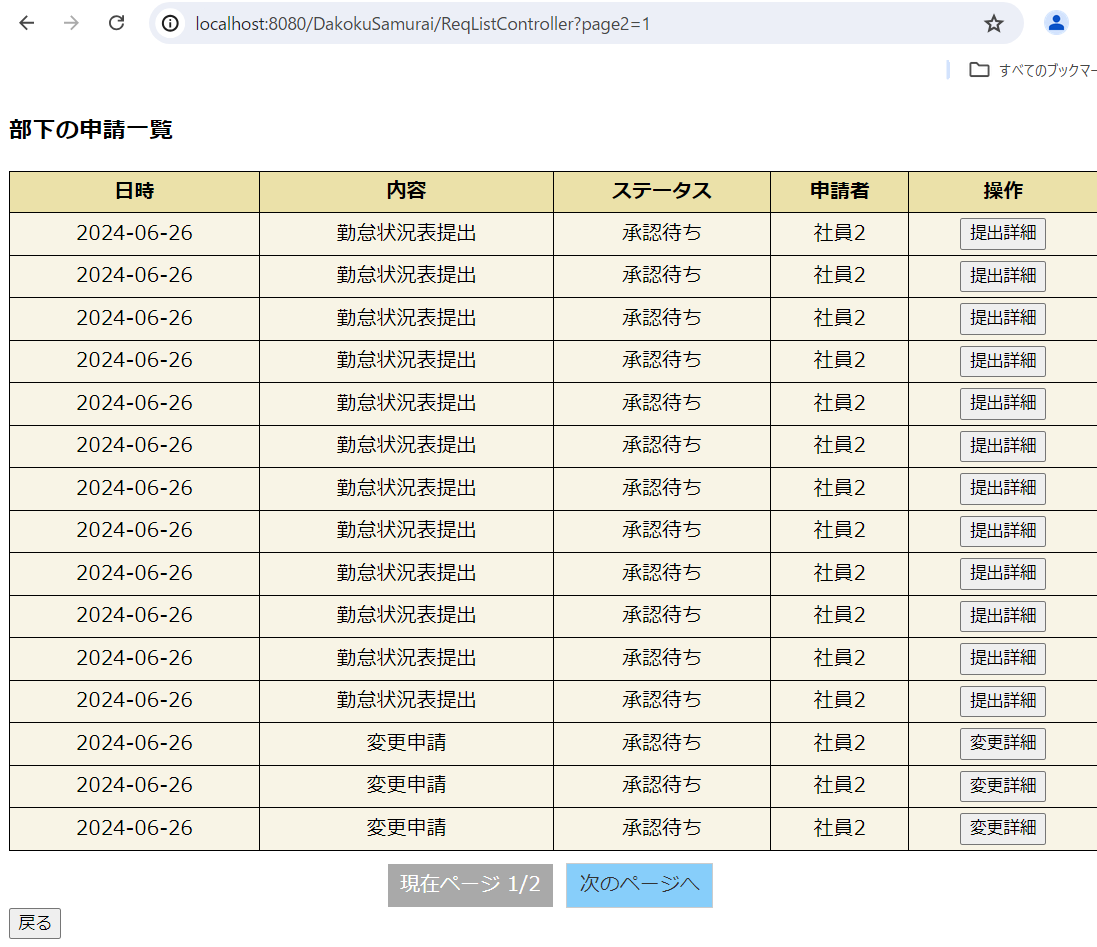 localhost:8080/DakokuSamurai/ReqListController?page2=1
すべてのブックマー
部下の申請一覧
日時 内容 ステータス 申請者 操作
2024-06-26 勤怠状況表提出 承認待ち 社員2 提出詳細
2024-06-26 勤怠状況表提出 承認待ち 社員2 提出詳細
2024-06-26 勤怠状況表提出 承認待ち 社員2 提出詳細
2024-06-26 勤怠状況表提出 承認待ち 社員2 提出詳細
2024-06-26 勤怠状況表提出 承認待ち 社員2 提出詳細
2024-06-26 勤怠状況表提出 承認待ち 社員2 提出詳細
2024-06-26 勤怠状況表提出 承認待ち 社員2 提出詳細
2024-06-26 勤怠状況表提出 承認待ち 社員2 提出詳細
2024-06-26 勤怠状況表提出 承認待ち 社員2 提出詳細
2024-06-26 勤怠状況表提出 承認待ち 社員2 提出詳細
2024-06-26 勤怠状況表提出 承認待ち 社員2 提出詳細
2024-06-26 勤怠状況表提出 承認待ち 社員2 提出詳細
2024-06-26 変更申請 承認待ち 社員2 変更詳細
2024-06-26 変更申請 承認待ち 社員2 変更詳細
2024-06-26 変更申請 承認待ち 社員2 変更詳細
現在ページ 1/2 次のページへ
戻る